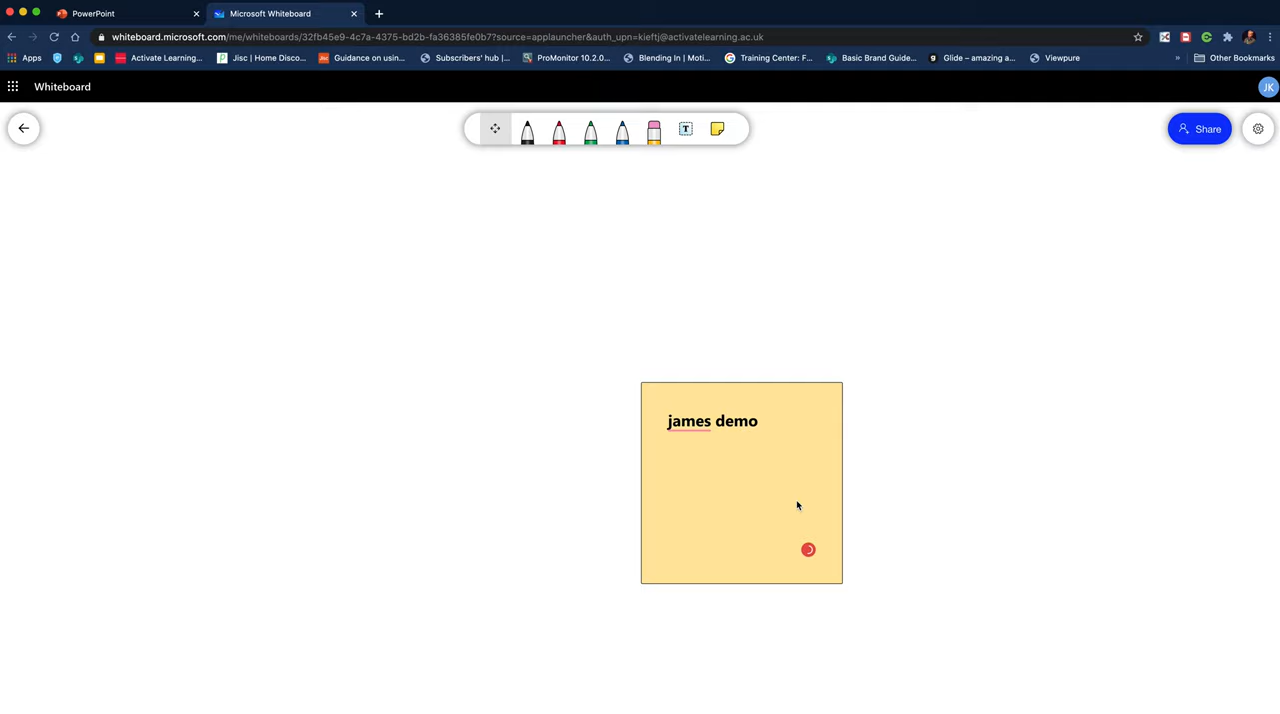 PowerPoint
Microsoft Whiteboard
whiteboard.microsoft.com/me/whiteboards/32fb45e9-4c7a-4375-bd2b-fa36385fe0b7?source=applauncher&auth_upn=kieftj@activatelearning.ac.uk
Apps Activate Learning... Jisc | Home Disco... Guidance on usin... Subscribers' hub |... ProMonitor 10.2.0... Blending In | Moti... Training Center: F... Basic Brand Guide... Glide – amazing a... Viewpure » Other Bookmarks
Whiteboard JK
T Share
james demo